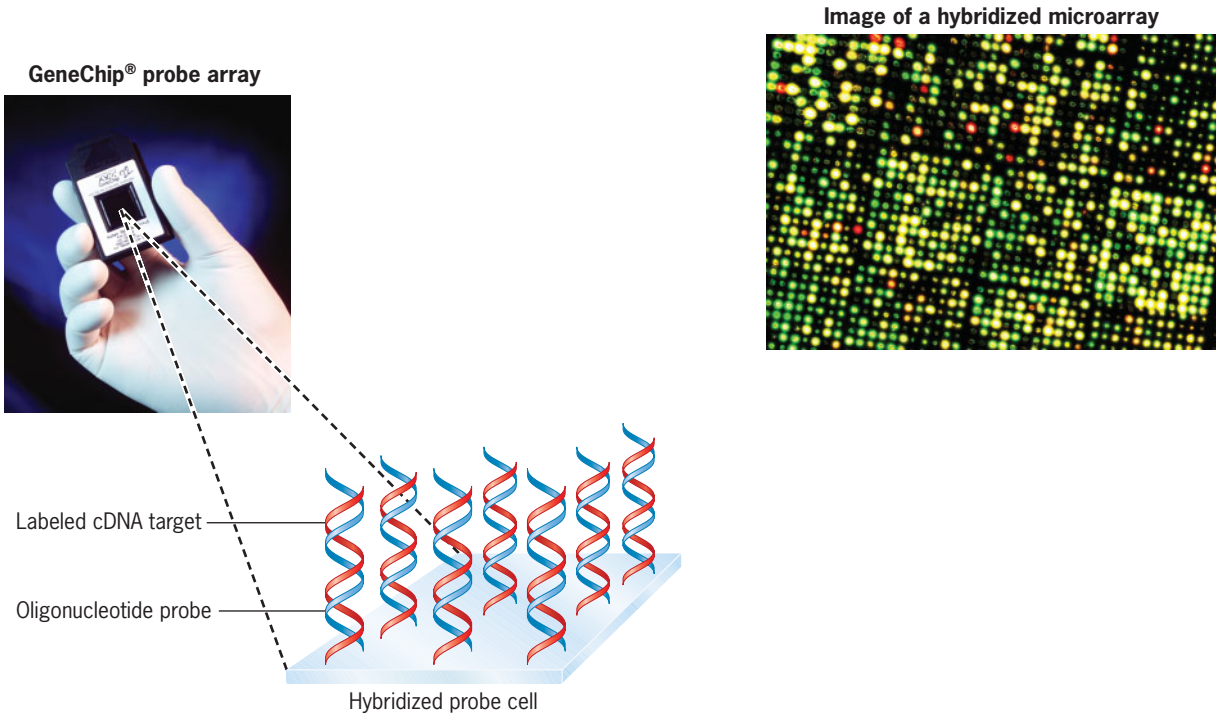 Image of a hybridized microarray
GeneChip® probe array
Labeled cDNA target
Oligonucleotide probe
Hybridized probe cell